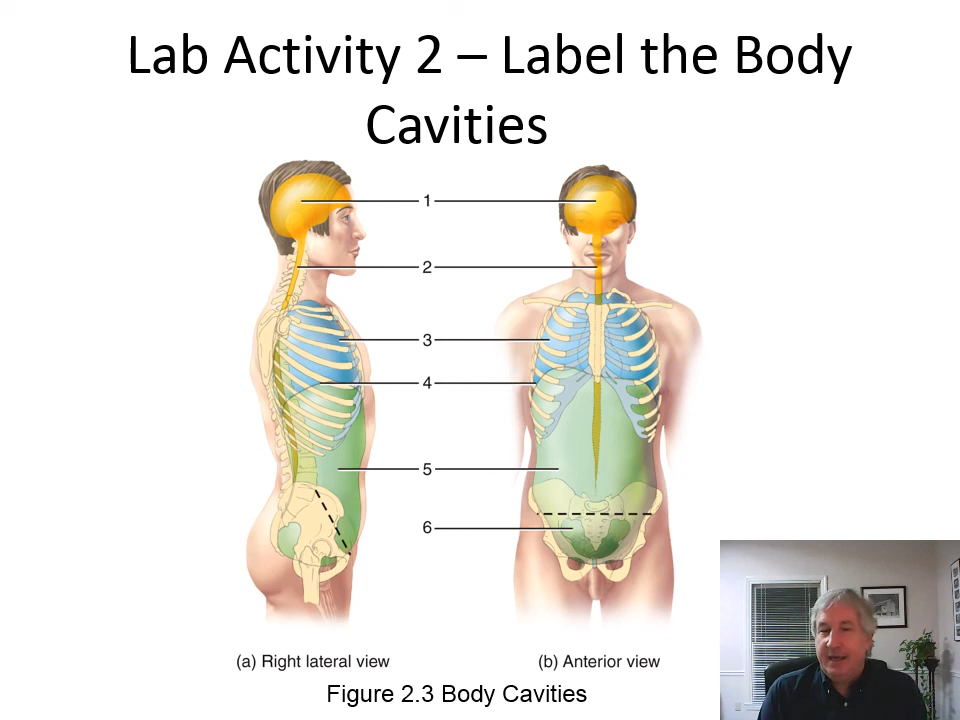 Lab Activity 2 – Label the Body
Cavities
1
2
3
4
5
6
(a) Right lateral view
(b) Anterior view
Figure 2.3 Body Cavities